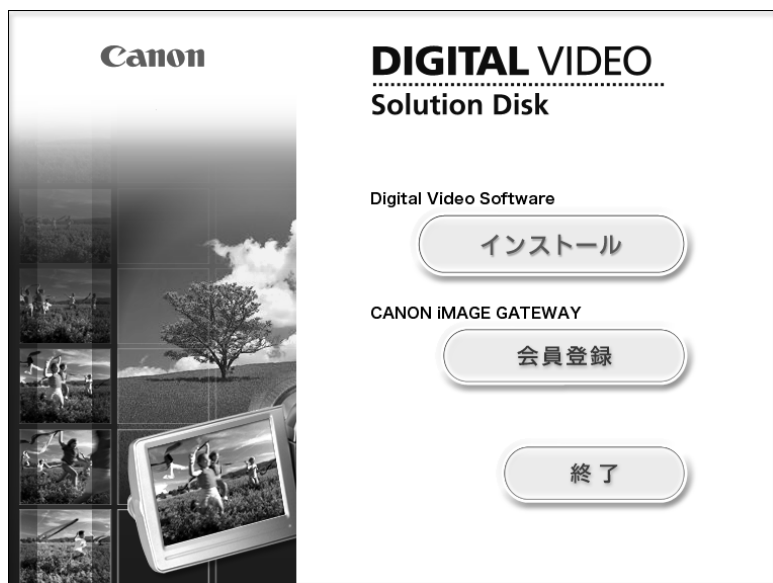 Canon
DIGITAL VIDEO
Solution Disk
Digital Video Software
インストール
CANON iMAGE GATEWAY
会員登録
終了